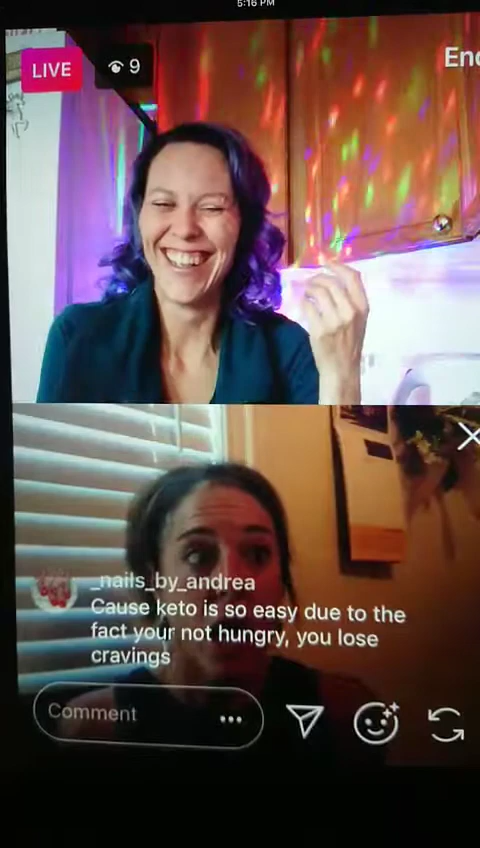 5:16 PM
LIVE
9
_nails_by_andrea
Cause keto is so easy due to the
fact your not hungry, you lose
cravings
Comment